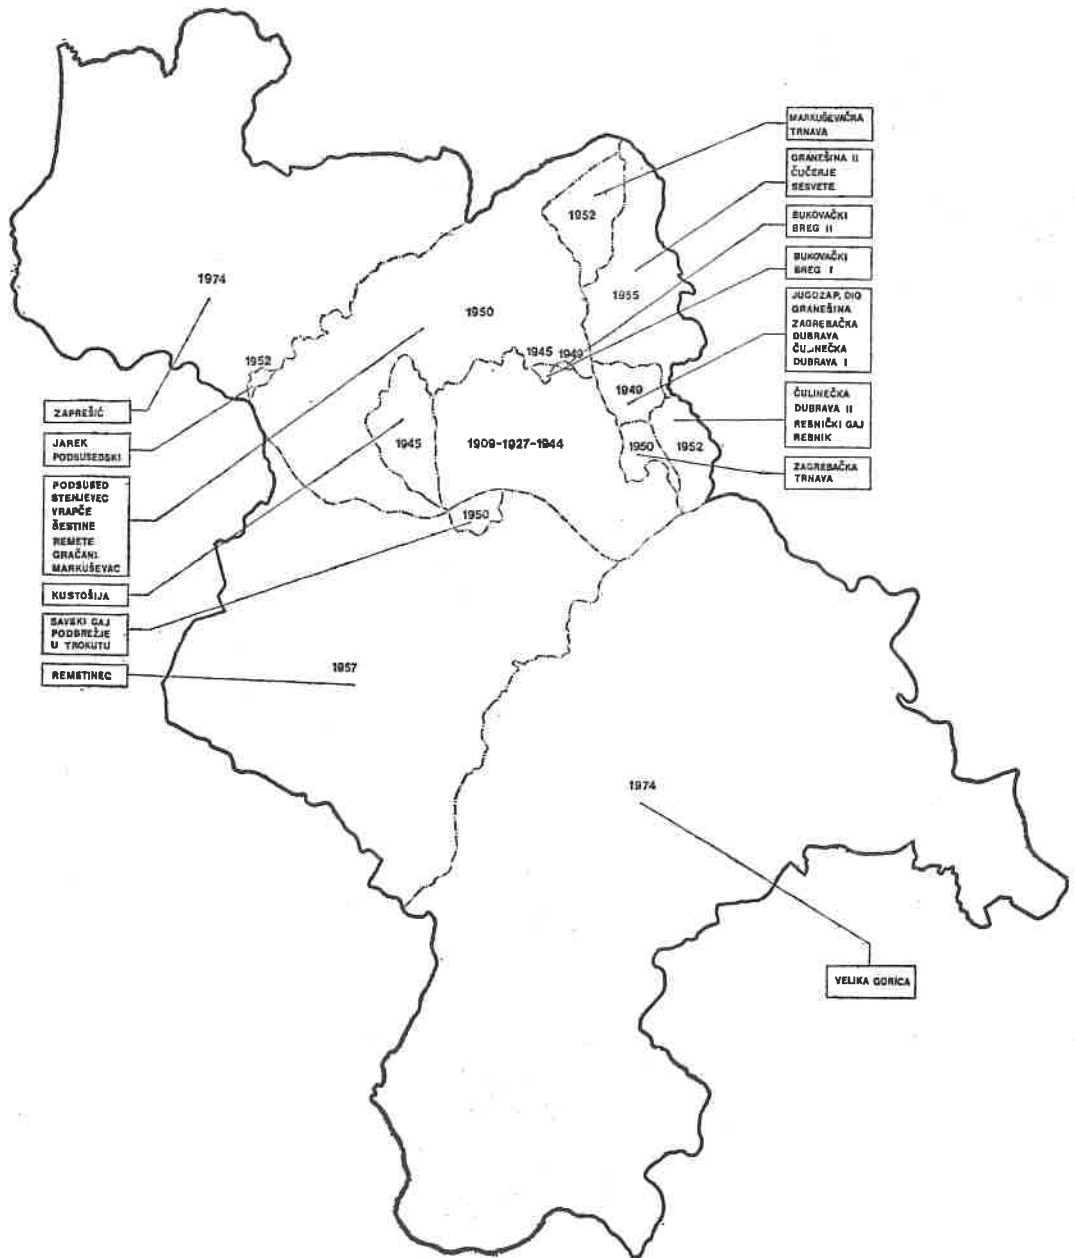 MARKUŠEVAČKA
TRNAVA
GRANEŠINA II
ČUČERJE
SESVETE
BUKOVAČKI
BREG II
BUKOVAČKI
BREG I
JUGOZAP. DIO
GRANEŠINA
ZAGREBAČKA
DUBRAVA
ČULINEČKA
DUBRAVA I
ČULINEČKA
DUBRAVA II
RESNIČKI GAJ
RESNIK
ZAGREBAČKA
TRNAVA
1952
1974
1955
1950
1945
1949
1952
1949
1945
1909-1927-1944
1950
1952
1950
ZAPREŠIĆ
JAREK
PODSUSEDSKI
PODSUSED
STENJEVEC
VRAPČE
ŠESTINE
REMETE
GRAČANI
MARKUŠEVAC
KUSTOŠIJA
SAVSKI GAJ
PODBREŽJE
U TROKUTU
REMETINEC
1957
1974
VELIKA GORICA